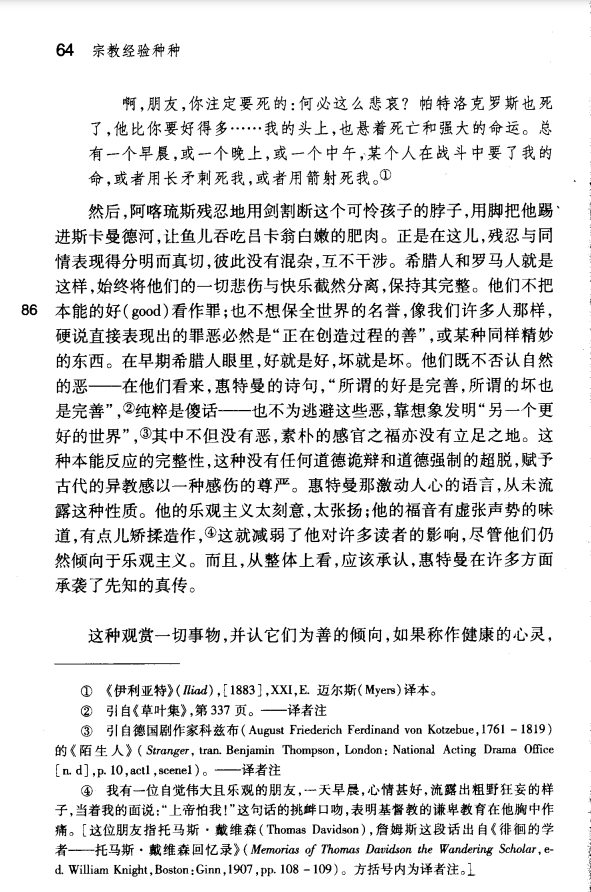 64 宗教经验种种
啊,朋友,你注定要死的:何必这么悲哀? 帕特洛克罗斯也死
了,他比你要好得多……我的头上,也悬着死亡和强大的命运。总
有一个早晨,或一个晚上,或一个中午,某个人在战斗中要了我的
命,或者用长矛刺死我,或者用箭射死我。①
然后,阿喀琉斯残忍地用剑割断这个可怜孩子的脖子,用脚把他踢
进斯卡曼德河,让鱼儿吞吃吕卡翁白嫩的肥肉。正是在这儿,残忍与同
情表现得分明而真切,彼此没有混杂,互不干涉。希腊人和罗马人就是
这样,始终将他们的一切悲伤与快乐截然分离,保持其完整。他们不把
86 本能的好(good)看作罪;也不想保全世界的名誉,像我们许多人那样,
硬说直接表现出的罪恶必然是“正在创造过程的善”,或某种同样精妙
的东西。在早期希腊人眼里,好就是好,坏就是坏。他们既不否认自然
的恶——在他们看来,惠特曼的诗句,“所谓的好是完善,所谓的坏也
是完善”,②纯粹是傻话——也不为逃避这些恶,靠想象发明“另一个更
好的世界”,③其中不但没有恶,素朴的感官之福亦没有立足之地。这
种本能反应的完整性,这种没有任何道德诡辩和道德强制的超脱,赋予
古代的异教感以一种感伤的尊严。惠特曼那激动人心的语言,从未流
露这种性质。他的乐观主义太刻意,太张扬;他的福音有虚张声势的味
道,有点儿矫揉造作,④这就减弱了他对许多读者的影响,尽管他们仍
然倾向于乐观主义。而且,从整体上看,应该承认,惠特曼在许多方面
承袭了先知的真传。
这种观赏一切事物,并认它们为善的倾向,如果称作健康的心灵,
① 《伊利亚特》(Iliad),[1883],XXI,E. 迈尔斯(Myers)译本。
② 引自《草叶集》,第 337 页。——译者注
③ 引自德国剧作家科兹布(August Friederich Ferdinand von Kotzebue,1761 - 1819)
的《陌生人》(Stranger, tran. Benjamin Thompson, London: National Acting Drama Office
[n. d],p. 10,act1,scene1)。——译者注
④ 我有一位自觉伟大且乐观的朋友,一天早晨,心情甚好,流露出粗野狂妄的样
子,当着我的面说:“上帝怕我!”这句话的挑衅口吻,表明基督教的谦卑教育在他胸中作
痛。[这位朋友指托马斯·戴维森(Thomas Davidson),詹姆斯这段话出自《徘徊的学
者——托马斯·戴维森回忆录》(Memorias of Thomas Davidson the Wandering Scholar, e-
d. William Knight,Boston:Ginn,1907,pp. 108 - 109)。方括号内为译者注。]